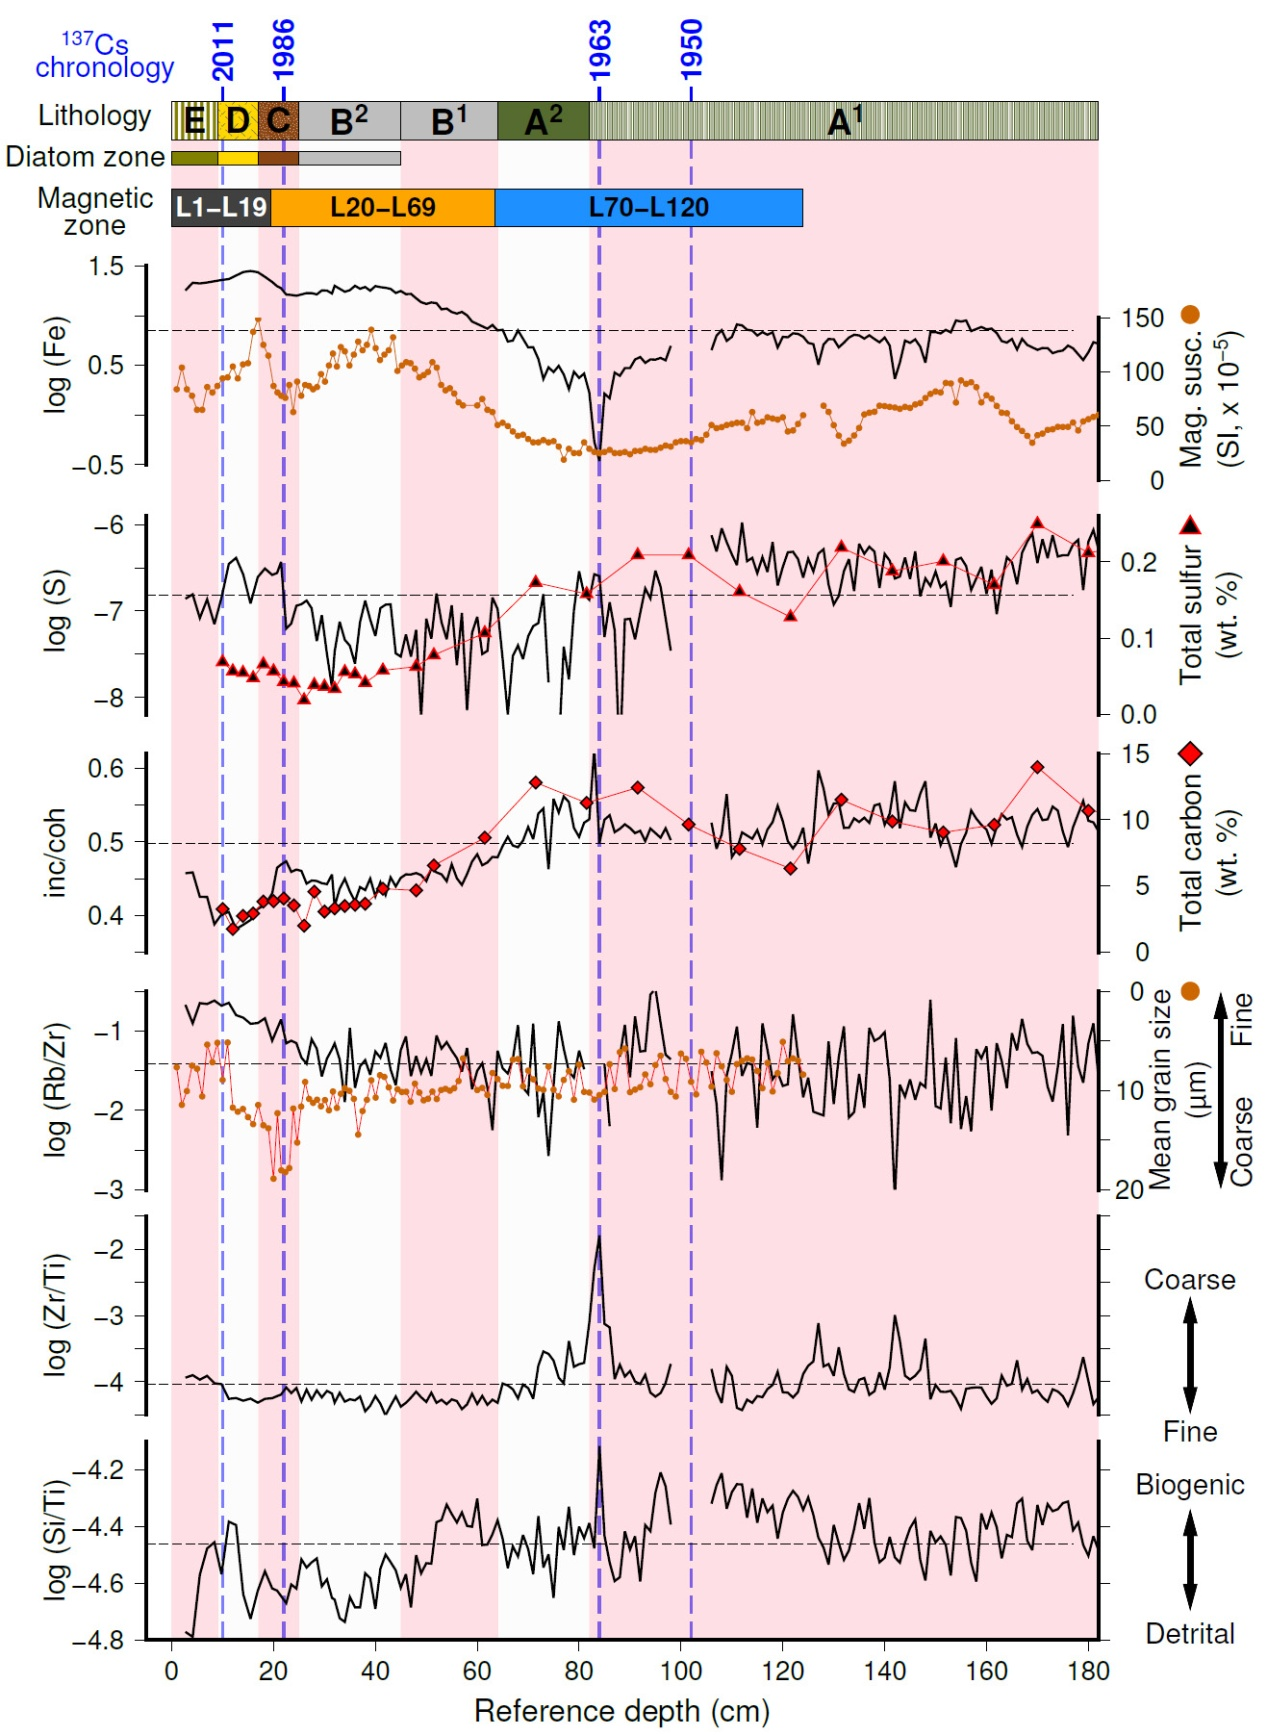 137Cs
chronology
2011
1986
1963
1950
Lithology
E
D
C
B2
B1
A2
A1
Diatom zone
Magnetic
zone
L1–L19
L20–L69
L70–L120
log (Fe)
1.5
0.5
−0.5
150
100
50
0
Mag. susc.
(SI, x 10−5)
log (S)
−6
−7
−8
0.2
0.1
0.0
Total sulfur
(wt. %)
inc/coh
0.6
0.5
0.4
15
10
5
0
Total carbon
(wt. %)
log (Rb/Zr)
−1
−2
−3
0
10
20
Mean grain size
(µm)
Fine
Coarse
log (Zr/Ti)
−2
−3
−4
Coarse
Fine
log (Si/Ti)
−4.2
−4.4
−4.6
−4.8
Biogenic
Detrital
0
20
40
60
80
100
120
140
160
180
Reference depth (cm)